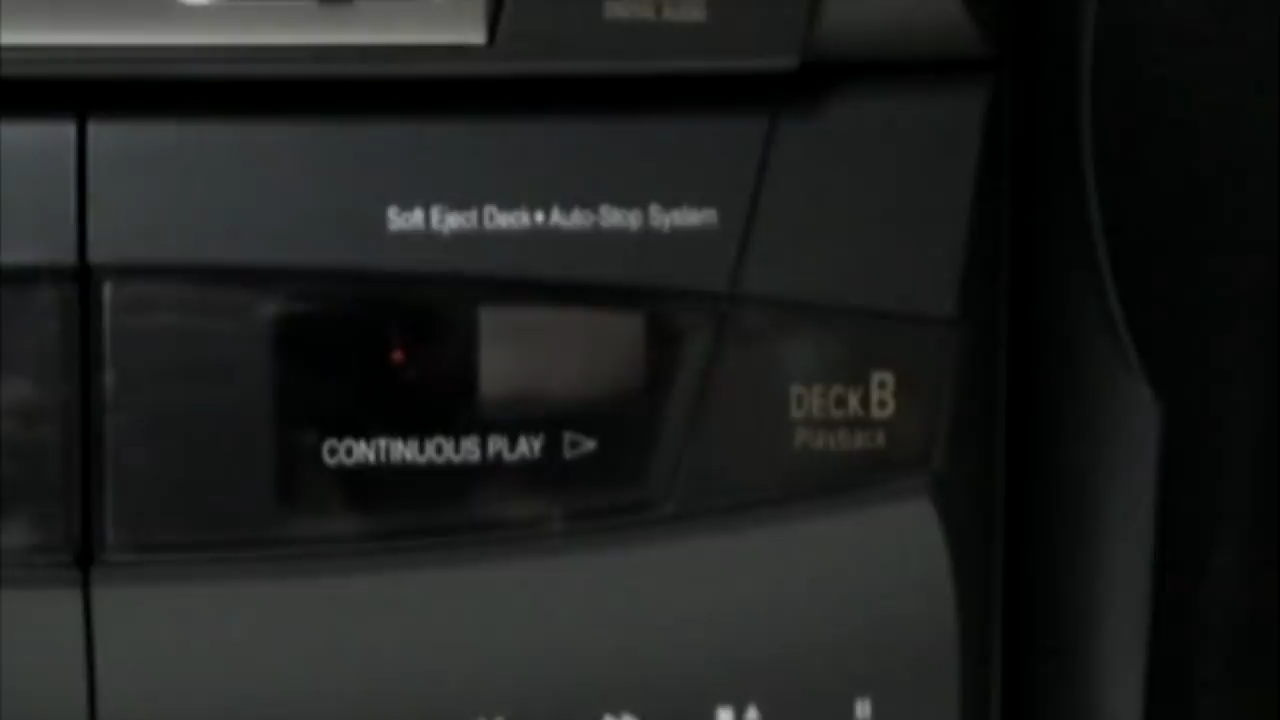 Soft Eject Deck • Auto-Stop System
DECK B
Playback
CONTINUOUS PLAY